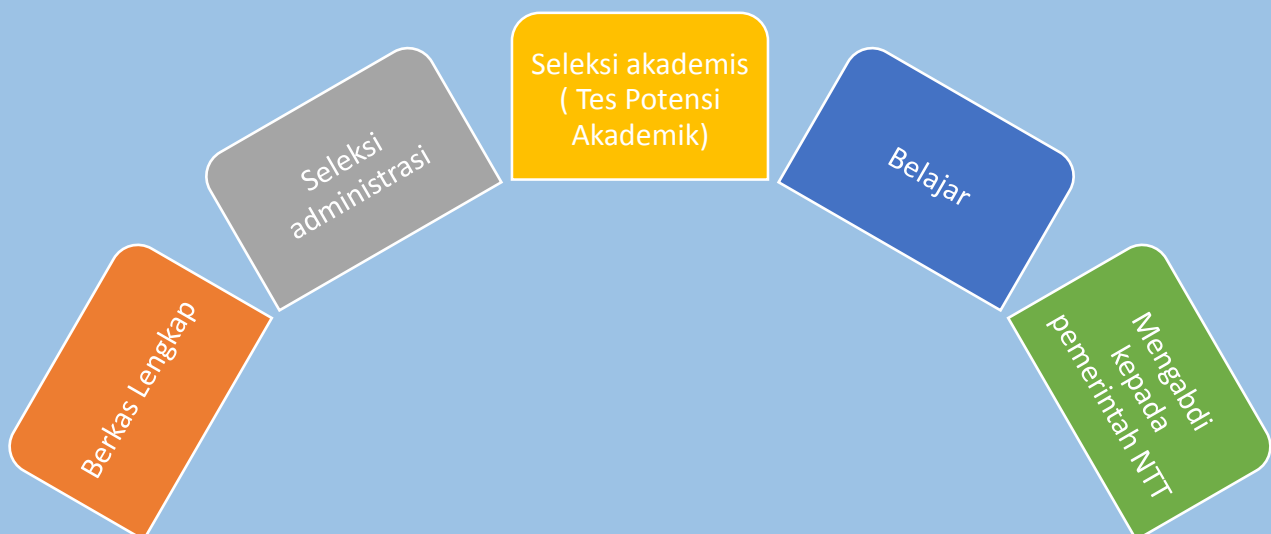 Berkas Lengkap
Seleksi
administrasi
Seleksi akademis
( Tes Potensi
Akademik)
Belajar
Mengabdi
kepada
pemerintah NTT